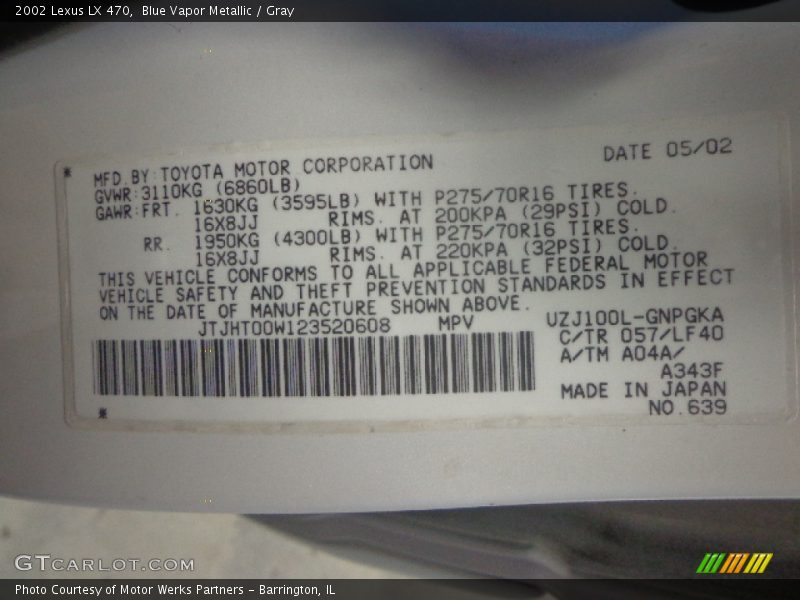 2002 Lexus LX 470,  Blue Vapor Metallic / Gray
DATE 05/02
* MFD.BY:TOYOTA MOTOR CORPORATION
GVWR:3110KG (6860LB)
GAWR:FRT. 1630KG (3595LB) WITH P275/70R16 TIRES.
16X8JJ RIMS. AT 200KPA (29PSI) COLD.
RR. 1950KG (4300LB) WITH P275/70R16 TIRES.
16X8JJ RIMS. AT 220KPA (32PSI) COLD.
THIS VEHICLE CONFORMS TO ALL APPLICABLE FEDERAL MOTOR
VEHICLE SAFETY AND THEFT PREVENTION STANDARDS IN EFFECT
ON THE DATE OF MANUFACTURE SHOWN ABOVE.
JTJHT00W123520608 MPV
UZJ100L-GNPGKA
C/TR 057/LF40
A/TM A04A/
A343F
MADE IN JAPAN
* NO.639
GTCARLOT.COM
Photo Courtesy of Motor Werks Partners - Barrington, IL